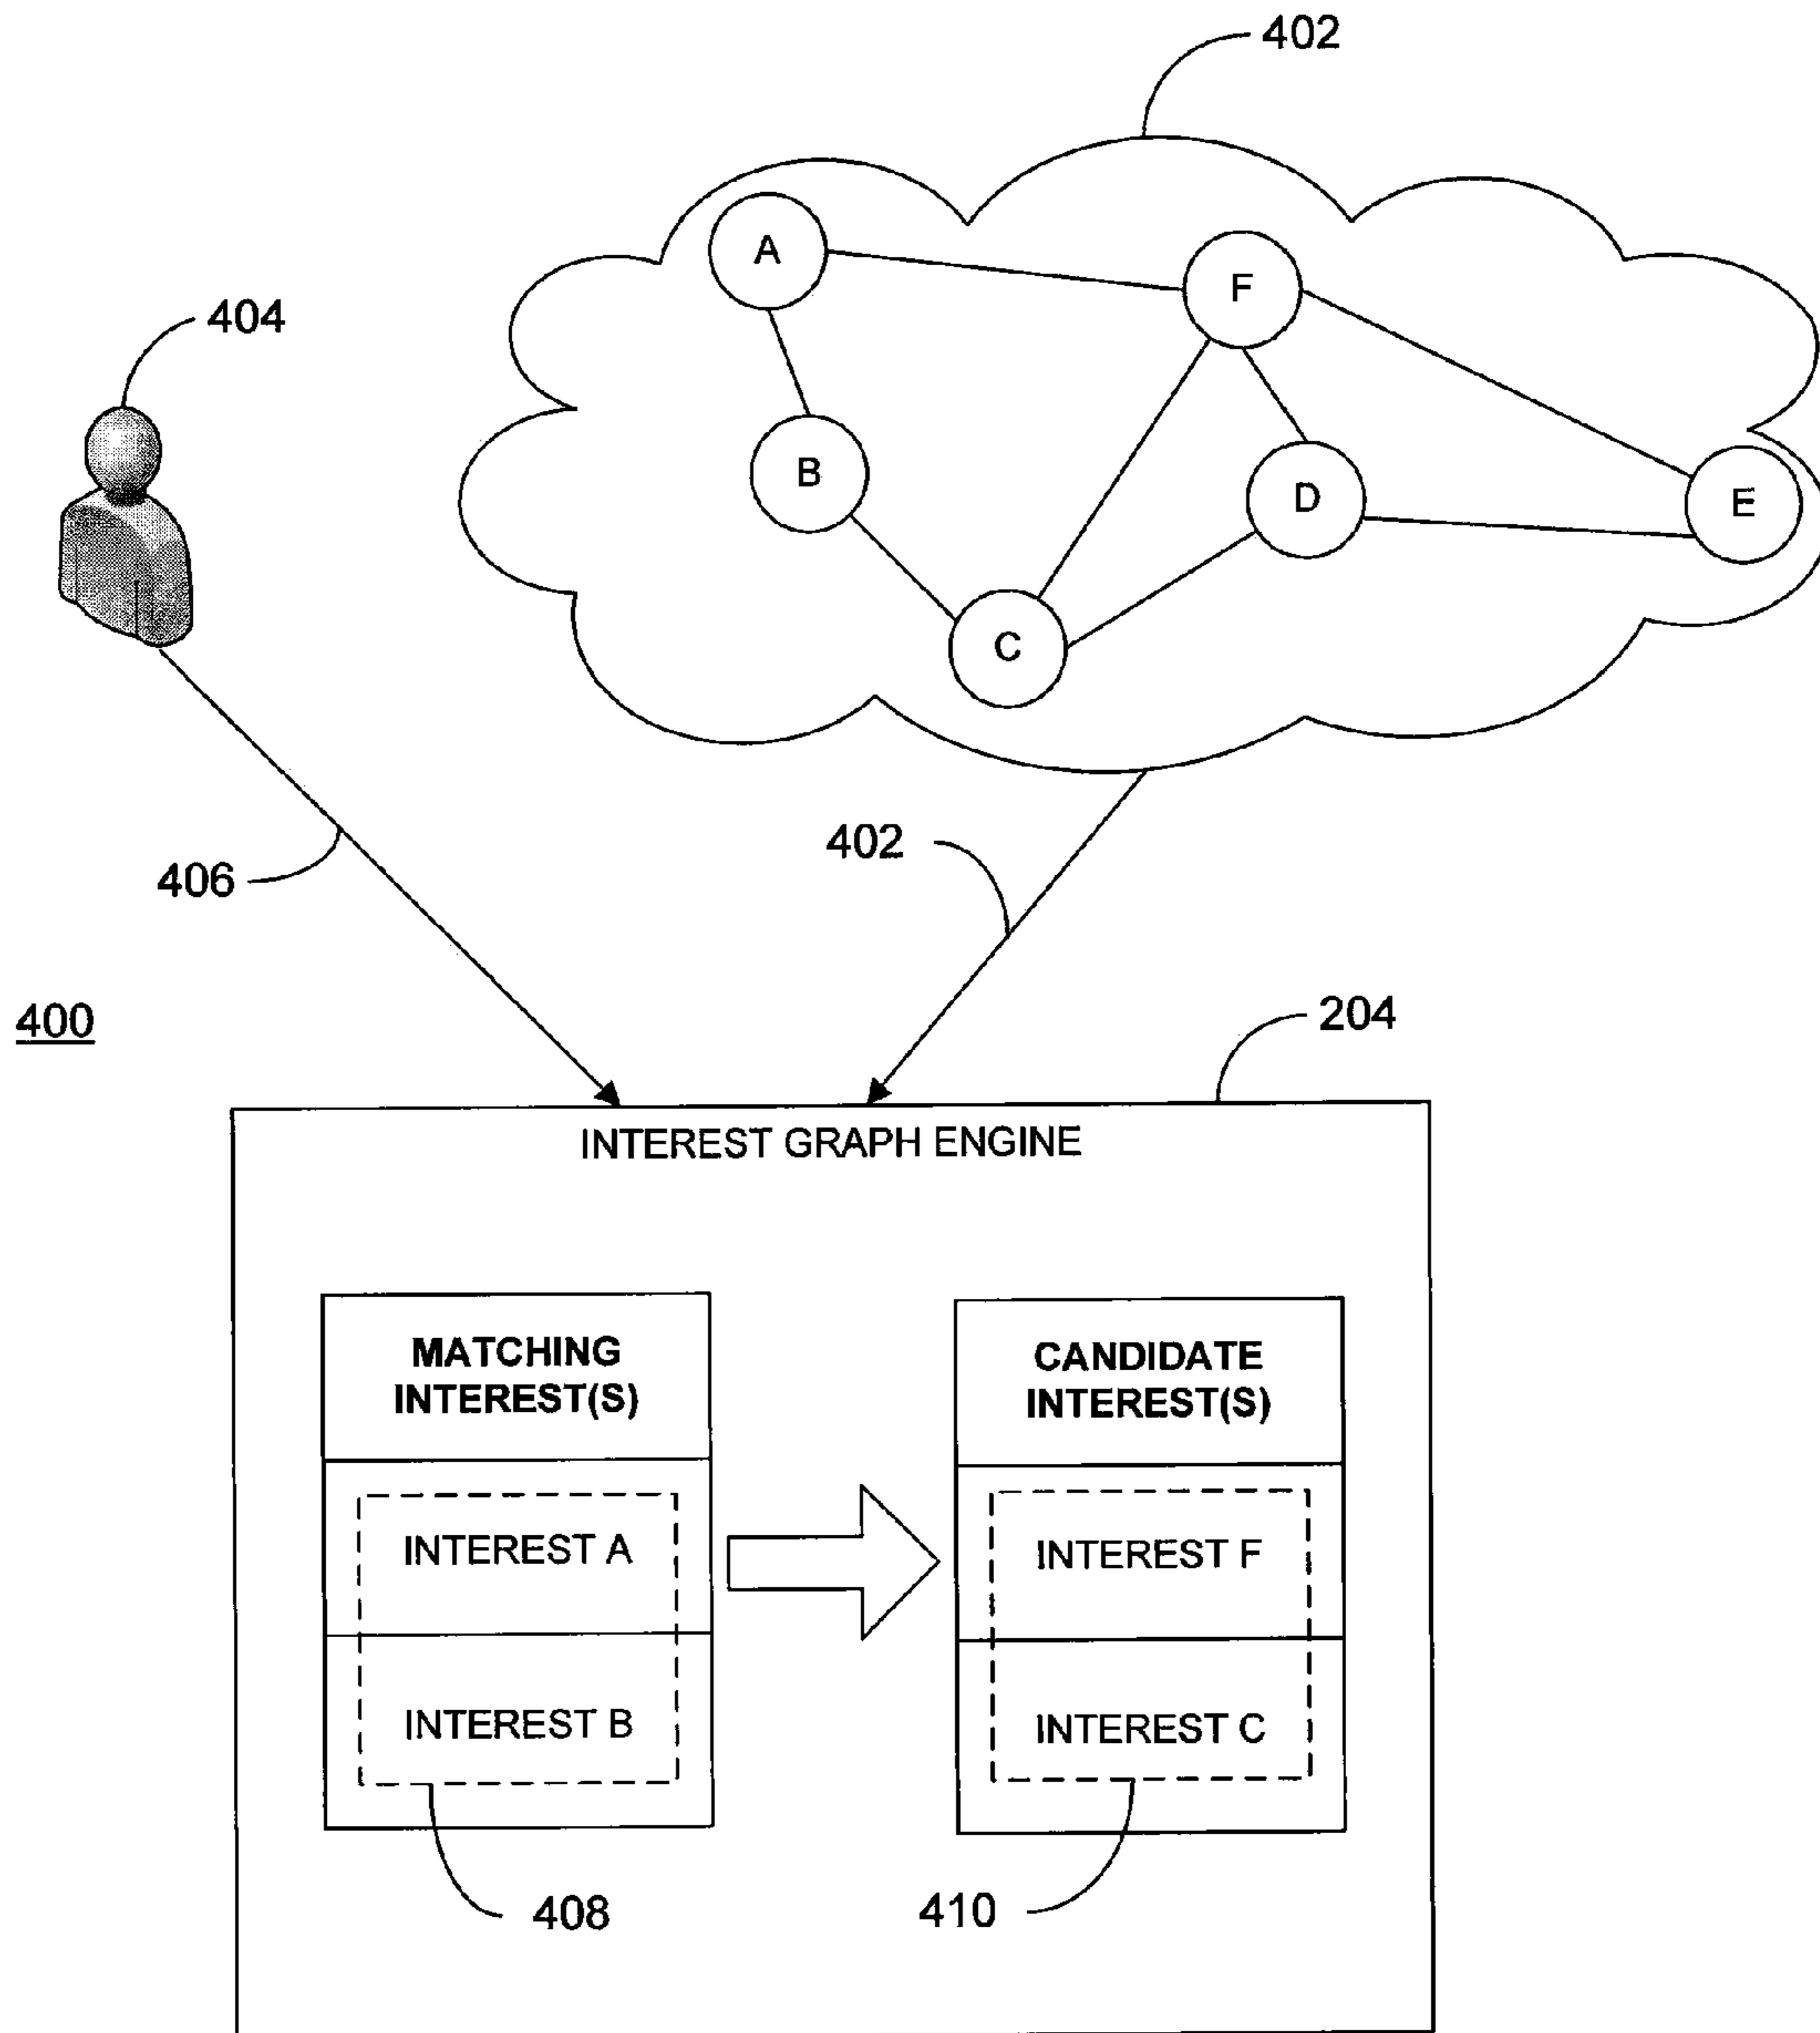 402
A
F
404
B
D
E
C
402
406
400
204
INTEREST GRAPH ENGINE
MATCHING
INTEREST(S)
CANDIDATE
INTEREST(S)
INTEREST A
INTEREST F
INTEREST B
INTEREST C
408
410